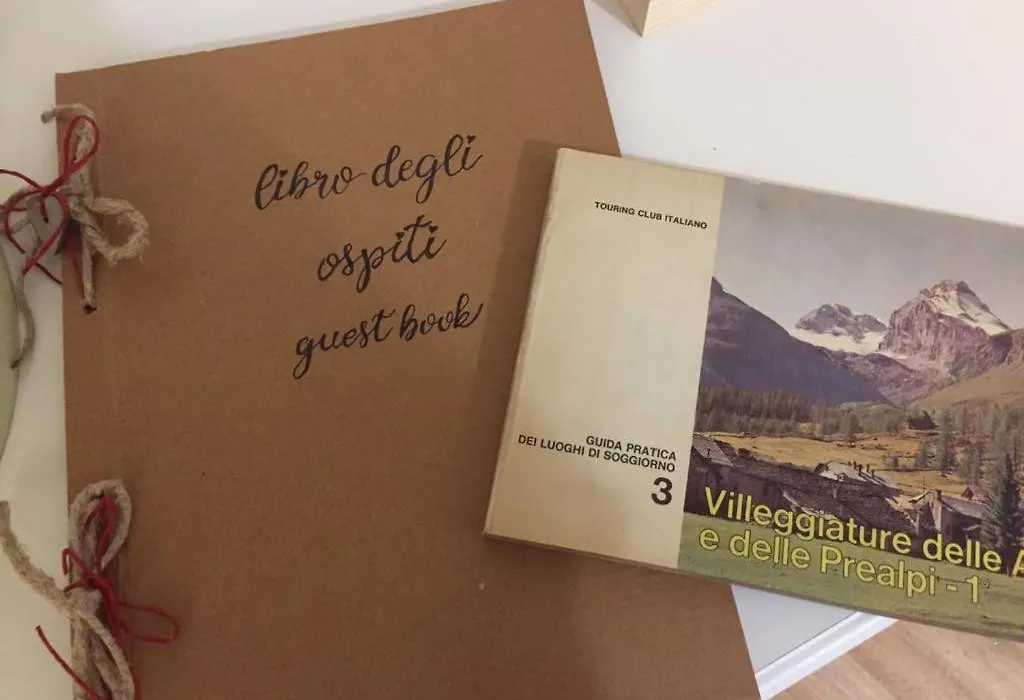 libro degli
ospiti
guest book
TOURING CLUB ITALIANO
GUIDA PRATICA
DEI LUOGHI DI SOGGIORNO
3
Villeggiature delle
e delle Prealpi - 1°